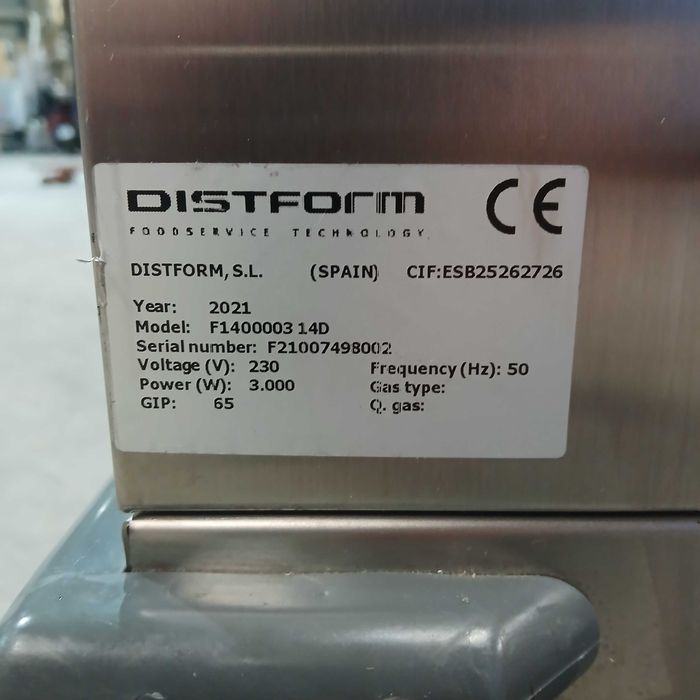 DISTFORM CE
FOODSERVICE TECHNOLOGY
DISTFORM, S.L. (SPAIN) CIF:ESB25262726
Year: 2021
Model: F1400003 14D
Serial number: F21007498002
Voltage (V): 230 Frequency (Hz): 50
Power (W): 3.000 Gas type:
GIP: 65 Q. gas: